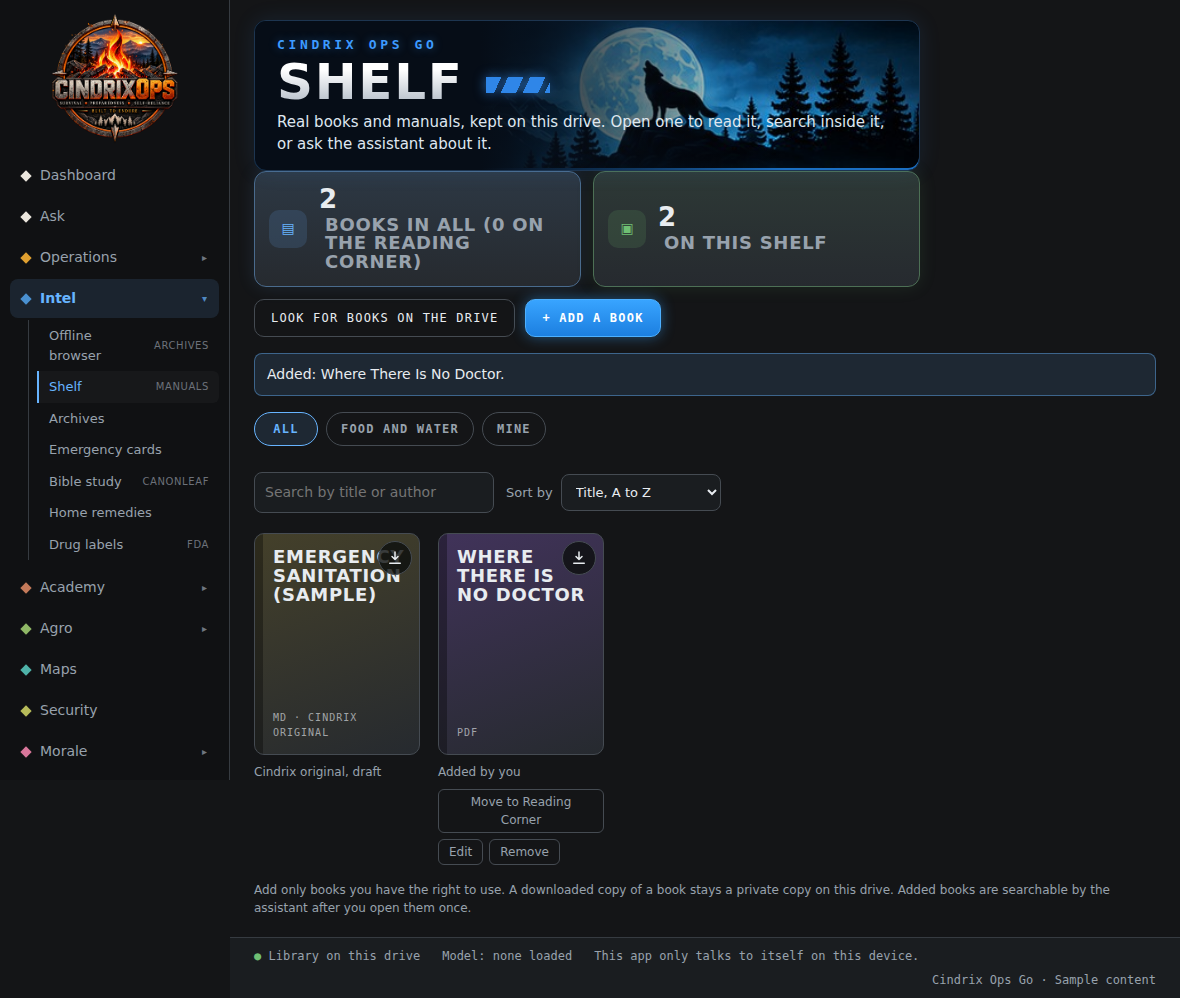 CINDRIXOPS
SURVIVAL • PREPAREDNESS • SELF-RELIANCE
BUILT TO ENDURE
Dashboard
Ask
Operations
Intel
Offline browser ARCHIVES
Shelf MANUALS
Archives
Emergency cards
Bible study CANONLEAF
Home remedies
Drug labels FDA
Academy
Agro
Maps
Security
Morale
CINDRIX OPS GO
SHELF
Real books and manuals, kept on this drive. Open one to read it, search inside it,
or ask the assistant about it.
2
BOOKS IN ALL (0 ON
THE READING
CORNER)
2
ON THIS SHELF
LOOK FOR BOOKS ON THE DRIVE
+ ADD A BOOK
Added: Where There Is No Doctor.
ALL
FOOD AND WATER
MINE
Search by title or author
Sort by
Title, A to Z
EMERGENCY
SANITATION
(SAMPLE)
MD · CINDRIX
ORIGINAL
Cindrix original, draft
WHERE
THERE IS
NO DOCTOR
PDF
Added by you
Move to Reading
Corner
Edit
Remove
Add only books you have the right to use. A downloaded copy of a book stays a private copy on this drive. Added books are searchable by the
assistant after you open them once.
Library on this drive
Model: none loaded
This app only talks to itself on this device.
Cindrix Ops Go · Sample content